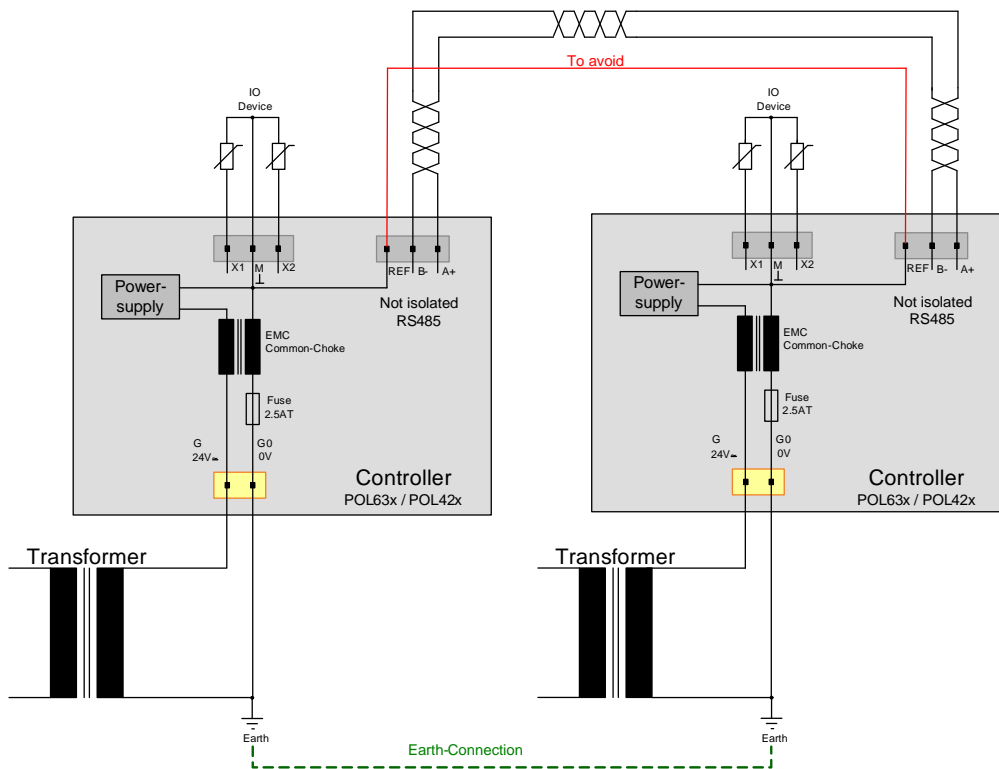 To avoid
IO
Device
X1
M
X2
REF
B-
A+
Power-
supply
Not isolated
RS485
EMC
Common-Choke
Fuse
2.5AT
G
24V
G0
0V
Controller
POL63x / POL42x
Transformer
Earth
IO
Device
X1
M
X2
REF
B-
A+
Power-
supply
Not isolated
RS485
EMC
Common-Choke
Fuse
2.5AT
G
24V
G0
0V
Controller
POL63x / POL42x
Transformer
Earth
Earth-Connection